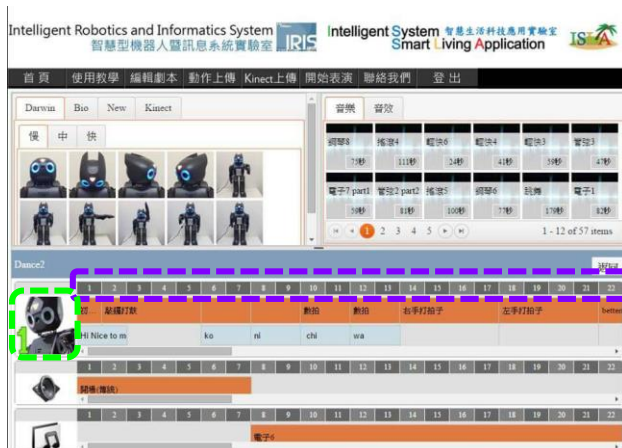 Intelligent Robotics and Informatics System
智慧型機器人暨訊息系統實驗室
IRIS
Intelligent System 智慧生活科技應用實驗室
Smart Living Application
ISLA
首頁 使用教學 編輯劇本 動作上傳 Kinect上傳 開始表演 聯絡我們 登出
Darwin Bio New Kinect
慢 中 快
音樂 音效
鋼琴8 搖滾4 輕快6 輕快4 輕快3 管弦3
75秒 111秒 24秒 41秒 59秒 47秒
電子7 part1 管弦2 part2 搖滾5 鋼琴6 跳舞 電子1
59秒 81秒 100秒 77秒 179秒 82秒
1 2 3 4 5
1 - 12 of 57 items
Dance2
返回
1 2 3 4 5 6 7 8 9 10 11 12 13 14 15 16 17 18 19 20 21 22
敲鑼打鼓 數拍 數拍 右手打拍子 左手打拍子 better
1
Hi Nice to m ko ni chi wa
1 2 3 4 5 6 7 8 9 10 11 12 13 14 15 16 17 18 19 20 21 22
開場(傳統)
1 2 3 4 5 6 7 8 9 10 11 12 13 14 15 16 17 18 19 20 21 22
電子6